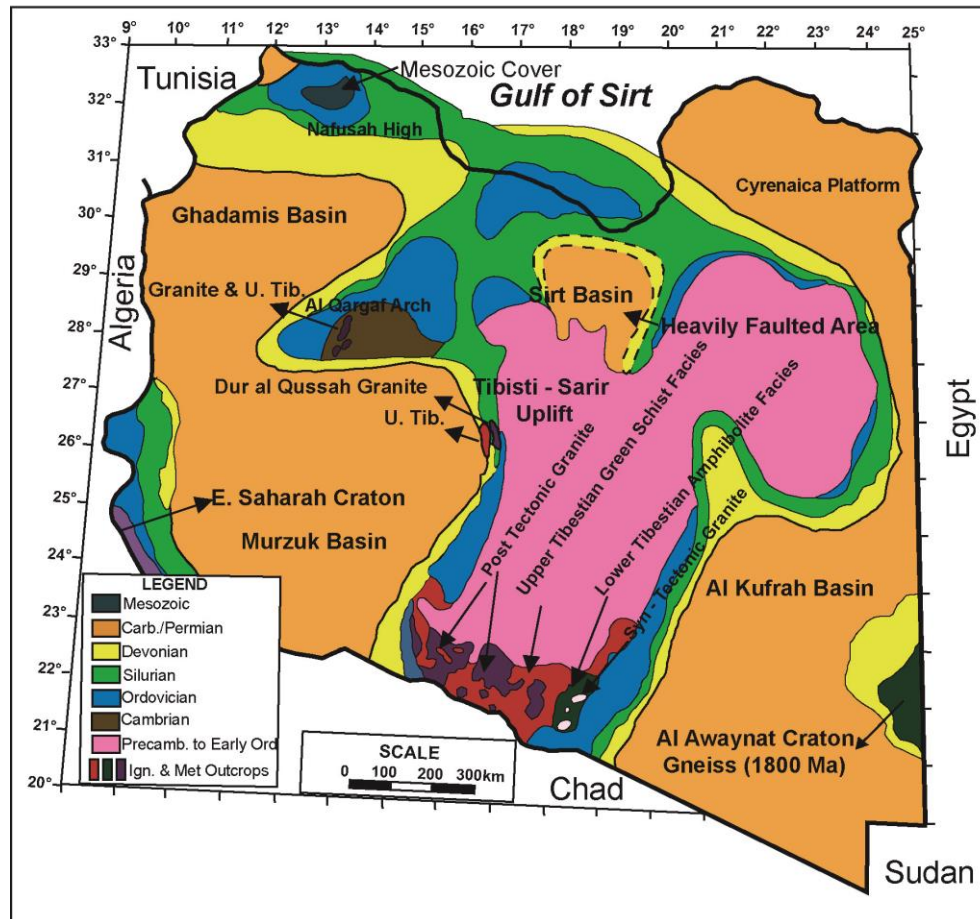 9° 10° 11° 12° 13° 14° 15° 16° 17° 18° 19° 20° 21° 22° 23° 24° 25°
33°
32°
31°
30°
29°
28°
27°
26°
25°
24°
23°
22°
21°
20°
Tunisia
Mesozoic Cover
Gulf of Sirt
Nafusah High
Cyrenaica Platform
Ghadamis Basin
Algeria
Granite & U. Tib.
Al Qargaf Arch
Sirt Basin
Heavily Faulted Area
Dur al Qussah Granite
Tibisti - Sarir
Uplift
U. Tib.
Egypt
E. Saharah Craton
Murzuk Basin
Post Tectonic Granite
Upper Tibestian Green Schist Facies
Lower Tibestian Amphibolite Facies
Syn - Tectonic Granite
Al Kufrah Basin
LEGEND
Mesozoic
Carb./Permian
Devonian
Silurian
Ordovician
Cambrian
Precamb. to Early Ord
Ign. & Met Outcrops
SCALE
0 100 200 300km
Al Awaynat Craton
Gneiss (1800 Ma)
Chad
Sudan